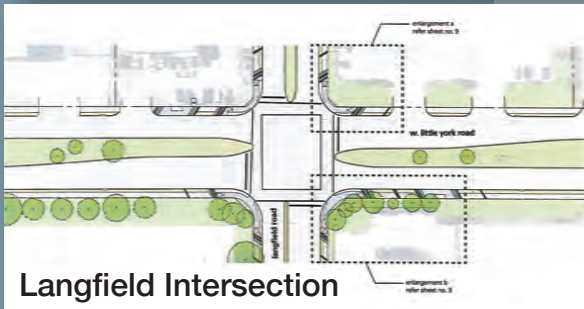 enlargement a
refer sheet no. 9
w. little york road
langfield road
enlargement b
refer sheet no. 9
Langfield Intersection